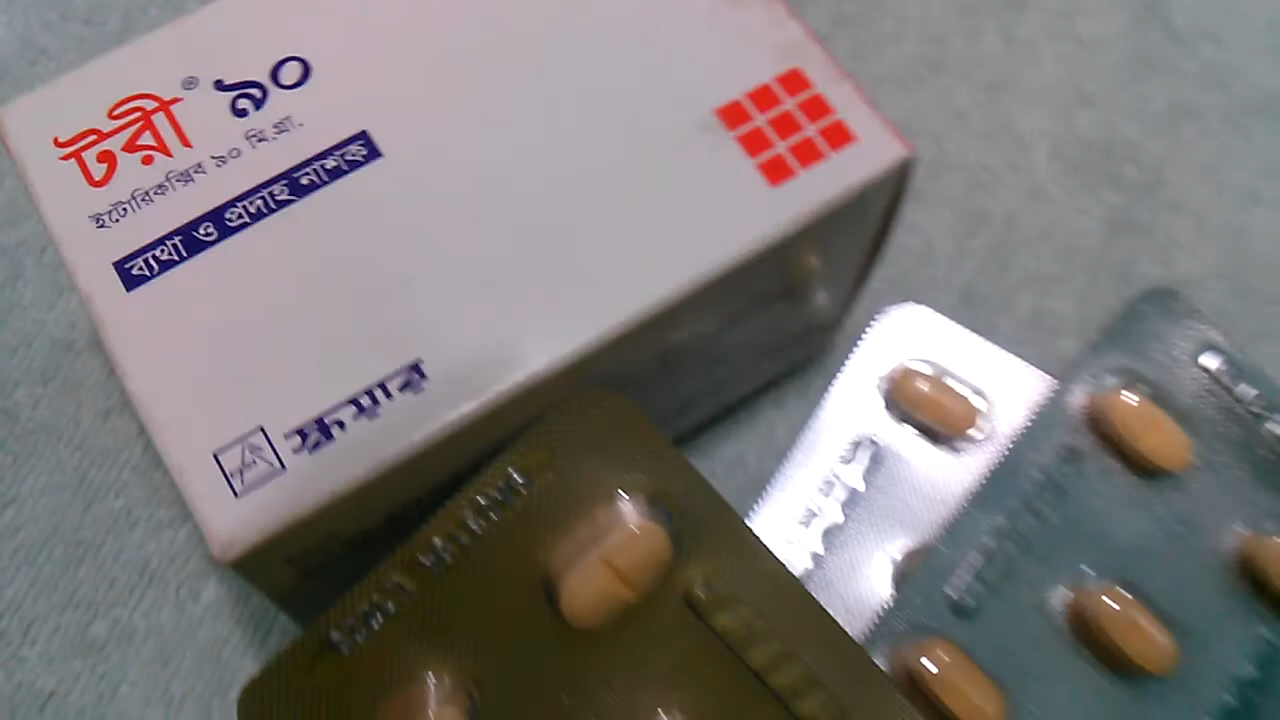 টরী® ৯০
ইটোরিকক্সিব ৯০ মি.গ্রা.
ব্যথা ও প্রদাহ নাশক
স্কয়ার